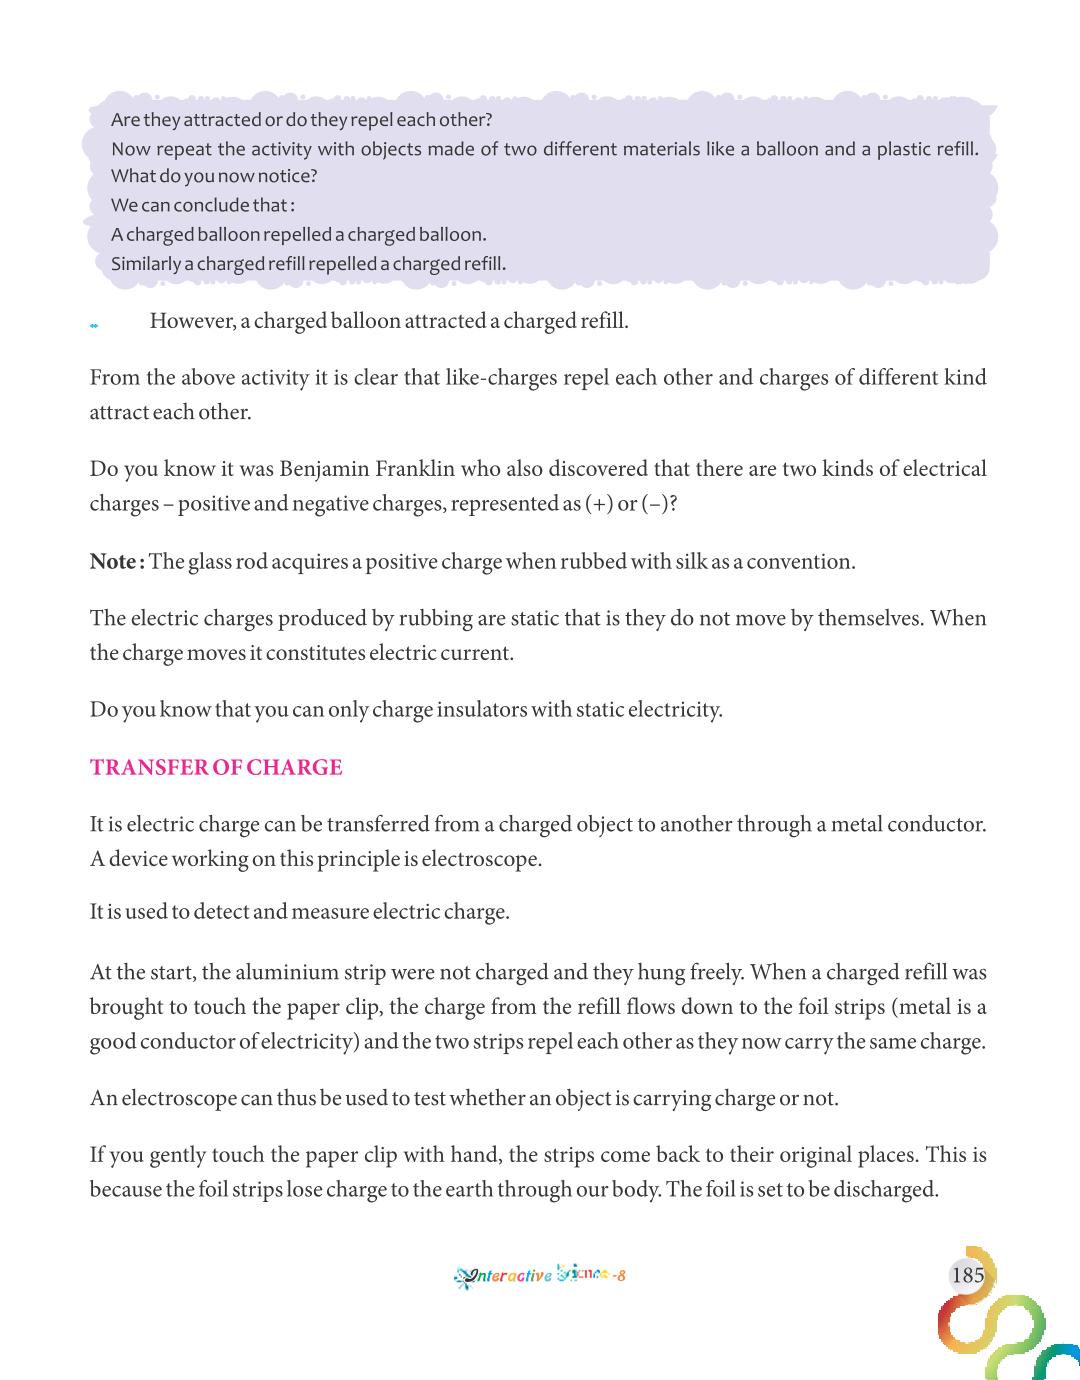 Are they attracted or do they repel each other?
Now repeat the activity with objects made of two different materials like a balloon and a plastic refill.
What do you now notice?
We can conclude that :
A charged balloon repelled a charged balloon.
Similarly a charged refill repelled a charged refill.
However, a charged balloon attracted a charged refill.
From the above activity it is clear that like-charges repel each other and charges of different kind
attract each other.
Do you know it was Benjamin Franklin who also discovered that there are two kinds of electrical
charges – positive and negative charges, represented as (+) or (–)?
Note : The glass rod acquires a positive charge when rubbed with silk as a convention.
The electric charges produced by rubbing are static that is they do not move by themselves. When
the charge moves it constitutes electric current.
Do you know that you can only charge insulators with static electricity.
TRANSFER OF CHARGE
It is electric charge can be transferred from a charged object to another through a metal conductor.
A device working on this principle is electroscope.
It is used to detect and measure electric charge.
At the start, the aluminium strip were not charged and they hung freely. When a charged refill was
brought to touch the paper clip, the charge from the refill flows down to the foil strips (metal is a
good conductor of electricity) and the two strips repel each other as they now carry the same charge.
An electroscope can thus be used to test whether an object is carrying charge or not.
If you gently touch the paper clip with hand, the strips come back to their original places. This is
because the foil strips lose charge to the earth through our body. The foil is set to be discharged.
Interactive Science -8
185